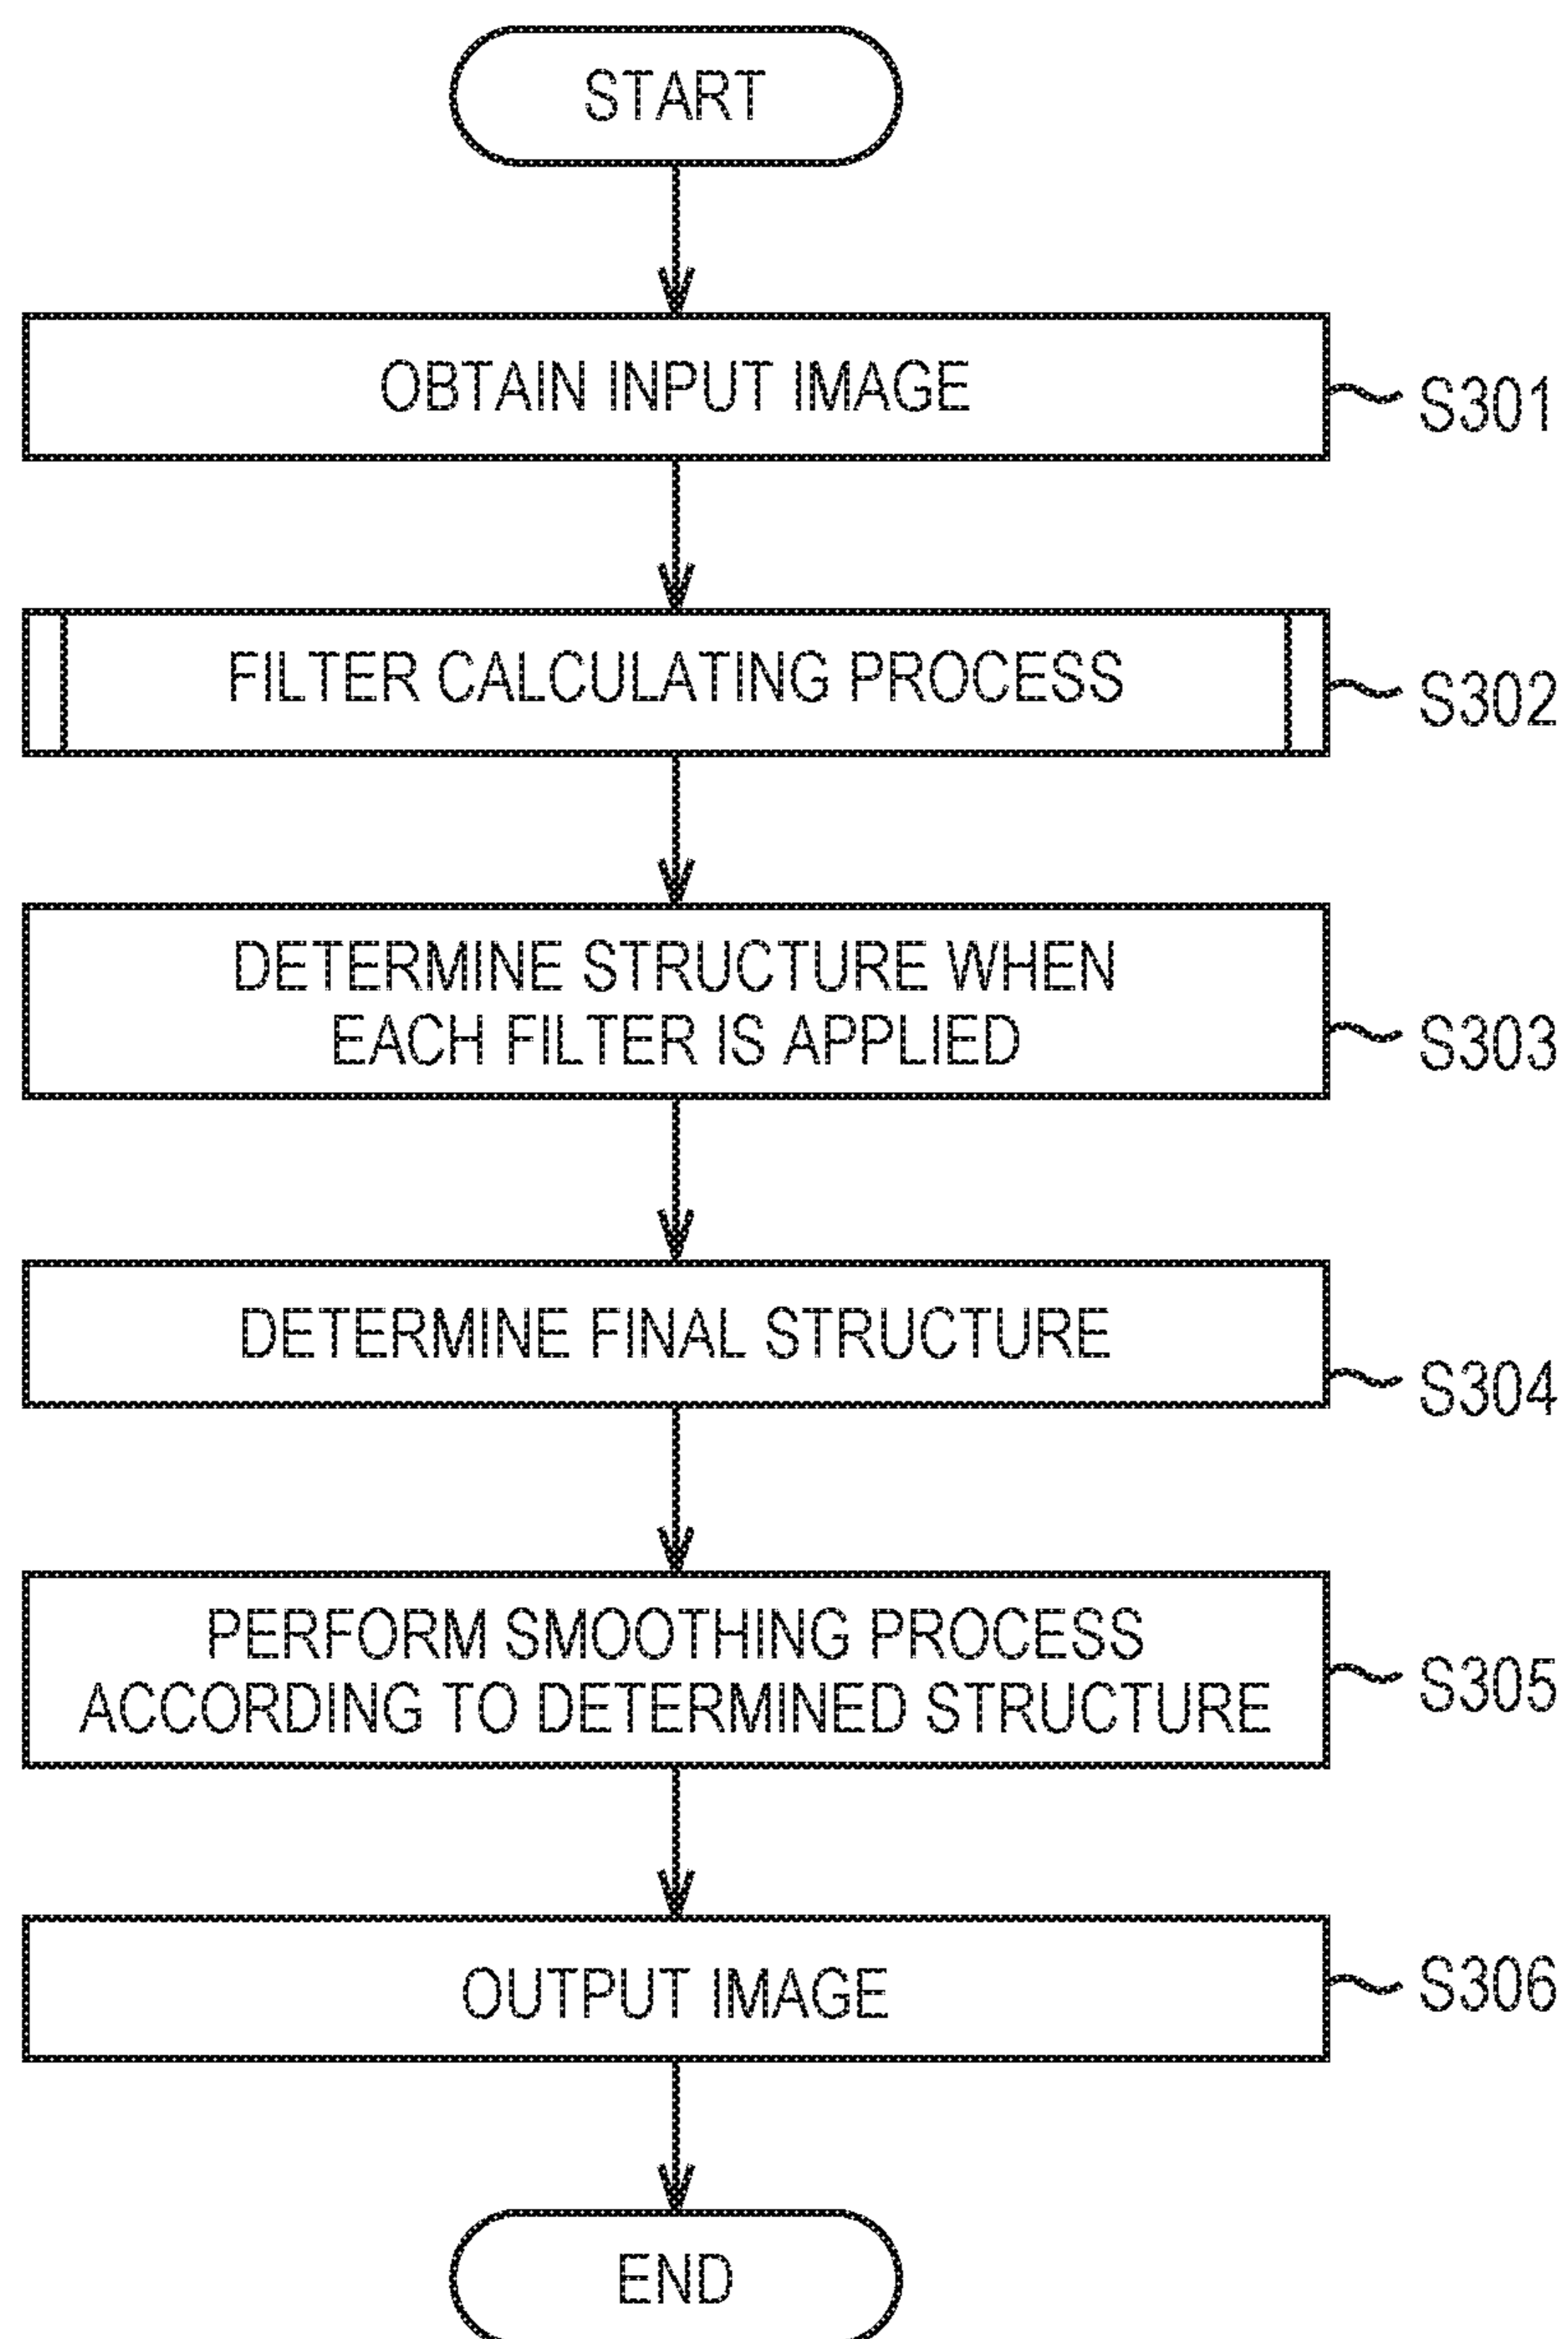 START
OBTAIN INPUT IMAGE
S301
FILTER CALCULATING PROCESS
S302
DETERMINE STRUCTURE WHEN
EACH FILTER IS APPLIED
S303
DETERMINE FINAL STRUCTURE
S304
PERFORM SMOOTHING PROCESS
ACCORDING TO DETERMINED STRUCTURE
S305
OUTPUT IMAGE
S306
END